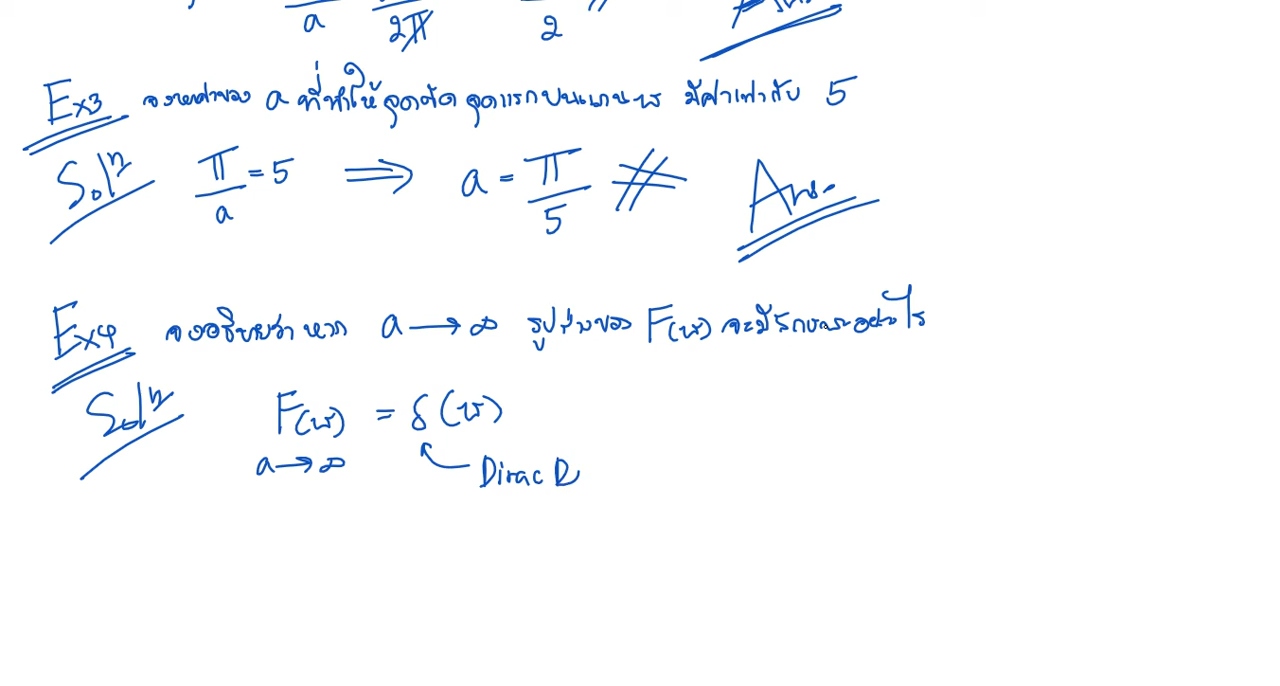 a 2π 2
Ex3 จงหาค่าของ a ที่ทำให้จุดตัดจุดแรกบนแกน w มีค่าเท่ากับ 5
Solⁿ π/a = 5 ⟹ a = π/5 # Ans.
Ex4 จงอธิบายว่า หาก a → ∞ รูปร่างของ F(w) จะมีลักษณะอย่างไร
Solⁿ F(w) = δ(w)
a → ∞ Dirac D